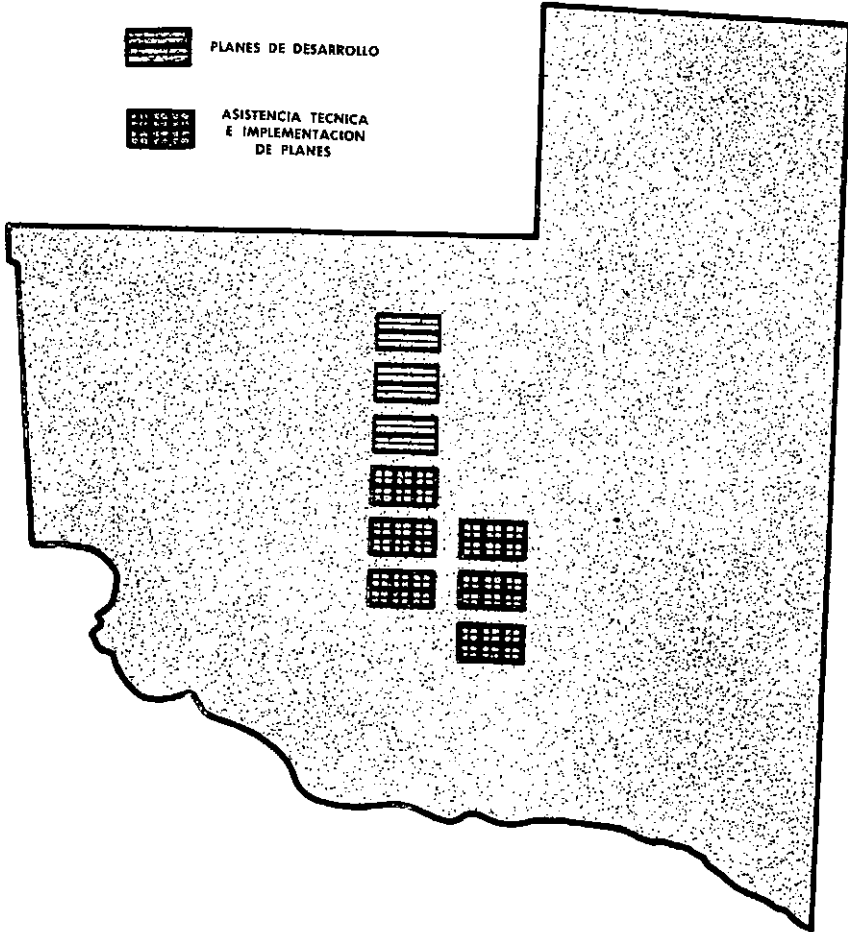 PLANES DE DESARROLLO
ASISTENCIA TECNICA
E IMPLEMENTACION
DE PLANES